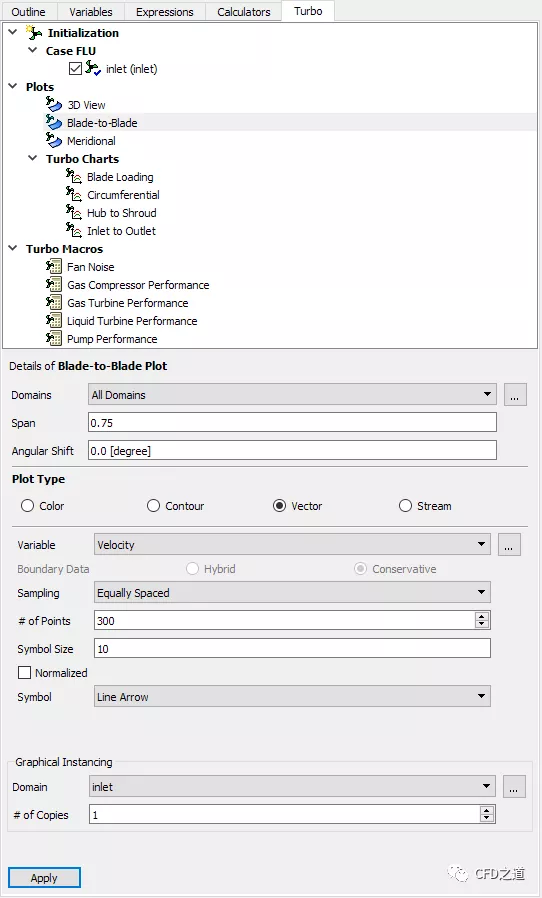 Outline Variables Expressions Calculators Turbo
Initialization
Case FLU
inlet (inlet)
Plots
3D View
Blade-to-Blade
Meridional
Turbo Charts
Blade Loading
Circumferential
Hub to Shroud
Inlet to Outlet
Turbo Macros
Fan Noise
Gas Compressor Performance
Gas Turbine Performance
Liquid Turbine Performance
Pump Performance
Details of Blade-to-Blade Plot
Domains All Domains ...
Span 0.75
Angular Shift 0.0 [degree]
Plot Type
Color Contour Vector Stream
Variable Velocity ...
Boundary Data Hybrid Conservative
Sampling Equally Spaced
# of Points 300
Symbol Size 10
Normalized
Symbol Line Arrow
Graphical Instancing
Domain inlet ...
# of Copies 1
Apply
CFD之道